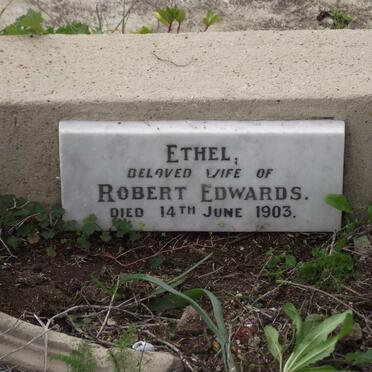 ETHEL,
BELOVED WIFE OF
ROBERT EDWARDS.
DIED 14TH JUNE 1903.